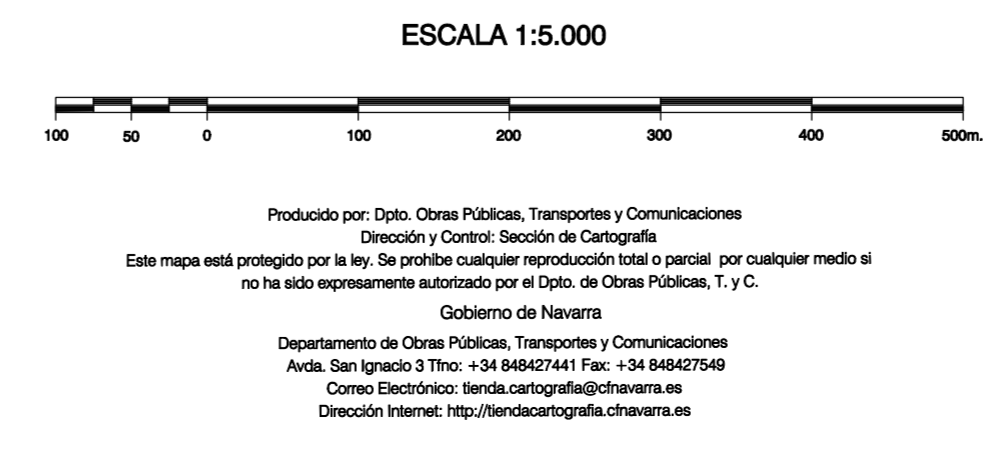 ESCALA 1:5.000
100 50 0 100 200 300 400 500m.
Producido por: Dpto. Obras Públicas, Transportes y Comunicaciones
Dirección y Control: Sección de Cartografía
Este mapa está protegido por la ley. Se prohibe cualquier reproducción total o parcial por cualquier medio si
no ha sido expresamente autorizado por el Dpto. de Obras Públicas, T. y C.
Gobierno de Navarra
Departamento de Obras Públicas, Transportes y Comunicaciones
Avda. San Ignacio 3 Tfno: +34 848427441 Fax: +34 848427549
Correo Electrónico: tienda.cartografia@cfnavarra.es
Dirección Internet: http://tiendacartografia.cfnavarra.es